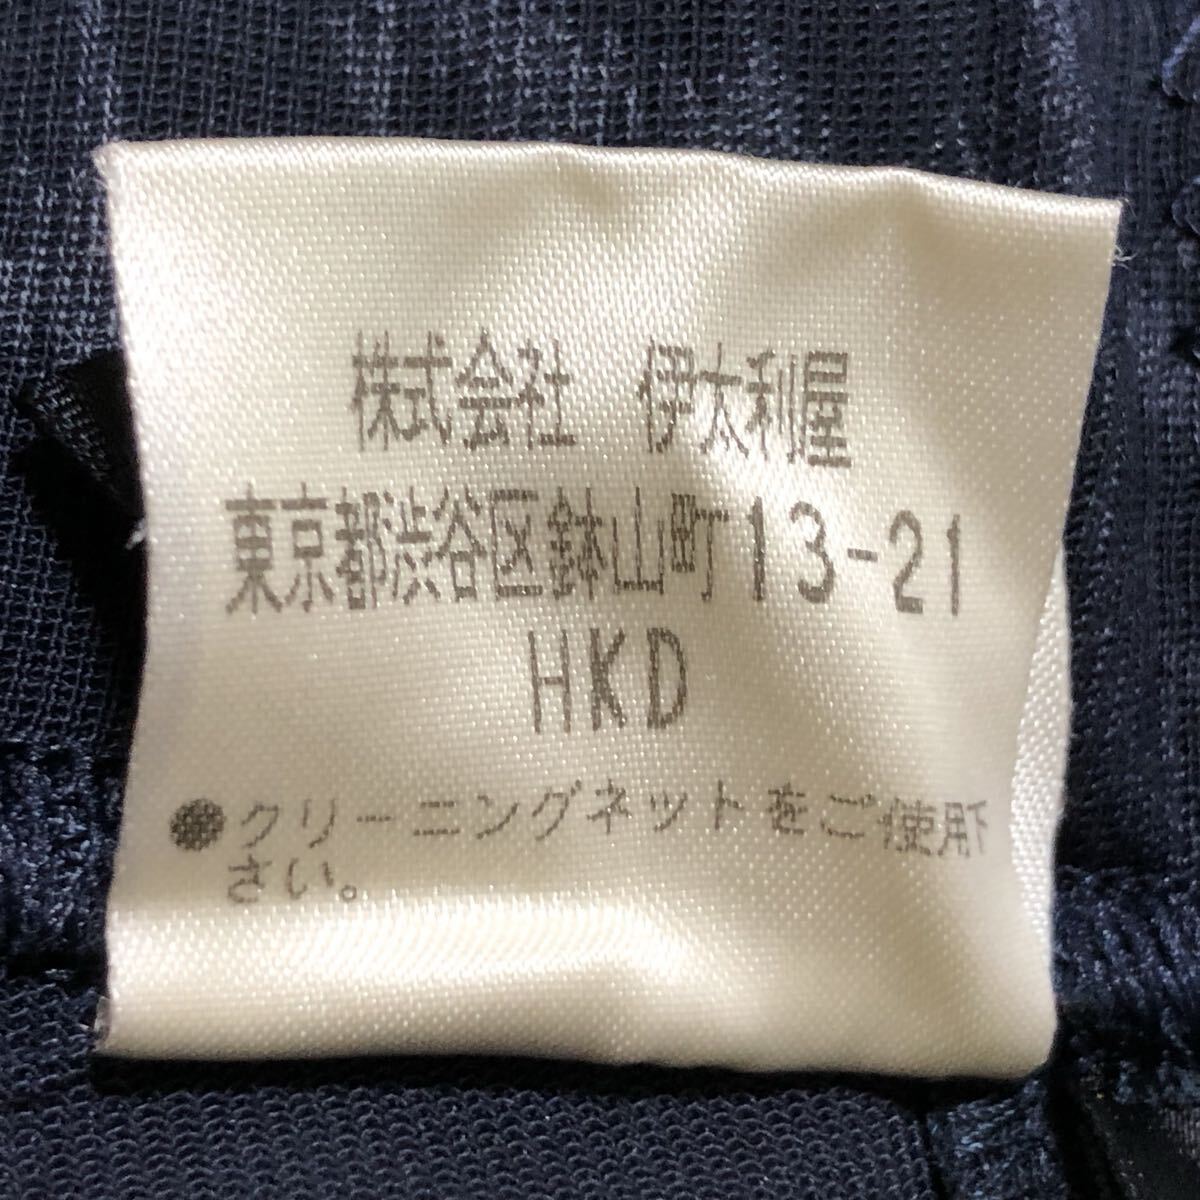 株式会社　伊太利屋
東京都渋谷区鉢山町13-21
HKD
●クリーニングネットをご使用下
さい。